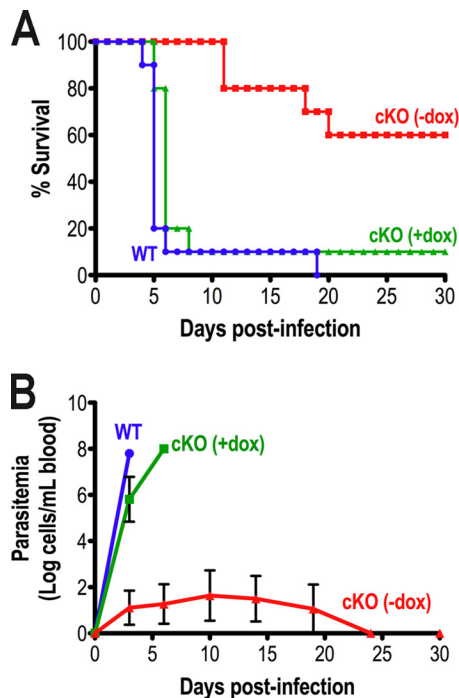 A
100
80
60
40
20
0
% Survival
cKO (-dox)
cKO (+dox)
WT
0 5 10 15 20 25 30
Days post-infection
B
10
8
6
4
2
0
Parasitemia
(Log cells/mL blood)
WT
cKO (+dox)
cKO (-dox)
0 5 10 15 20 25 30
Days post-infection